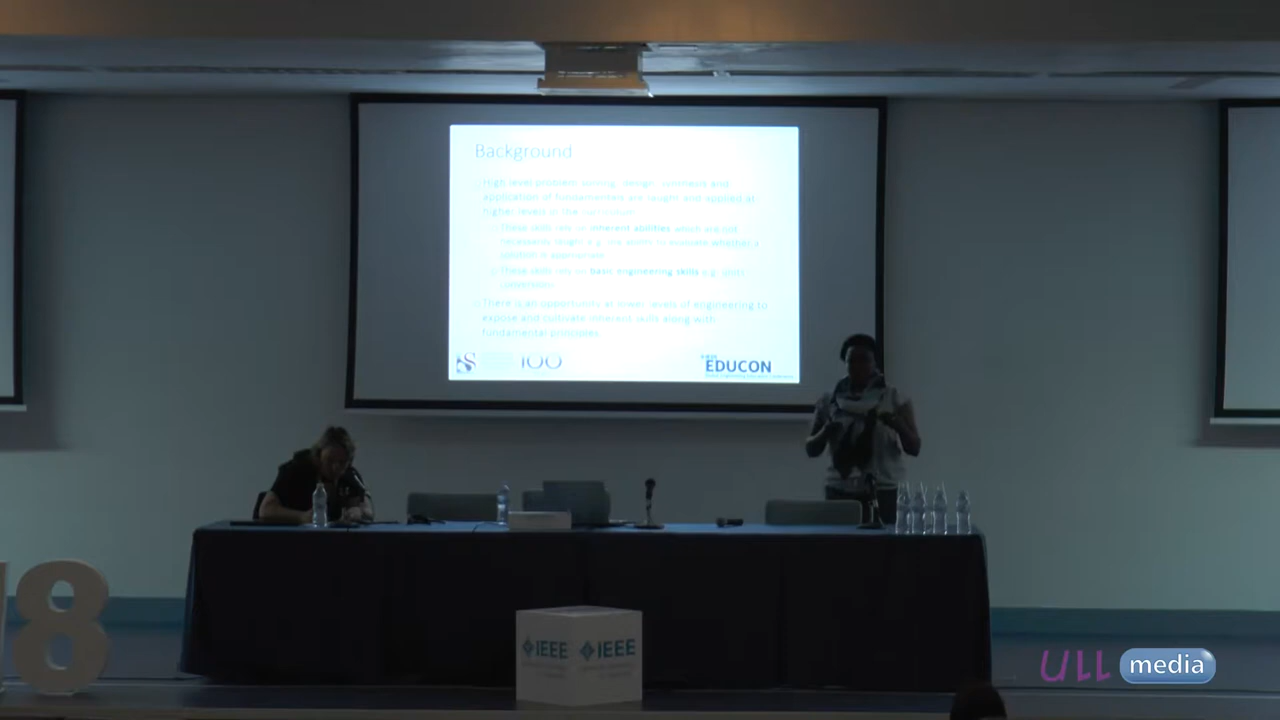 Background
High level problem solving, design, synthesis and
application of fundamentals are taught and applied at
higher levels in the curriculum.
These skills rely on inherent abilities which are not
necessarily taught e.g. the ability to evaluate whether a
solution is appropriate
These skills rely on basic engineering skills e.g. units
conversions
There is an opportunity at lower levels of engineering to
expose and cultivate inherent skills along with
fundamental principles.
S
100
IEEE
EDUCON
8
IEEE
IEEE
ULL media